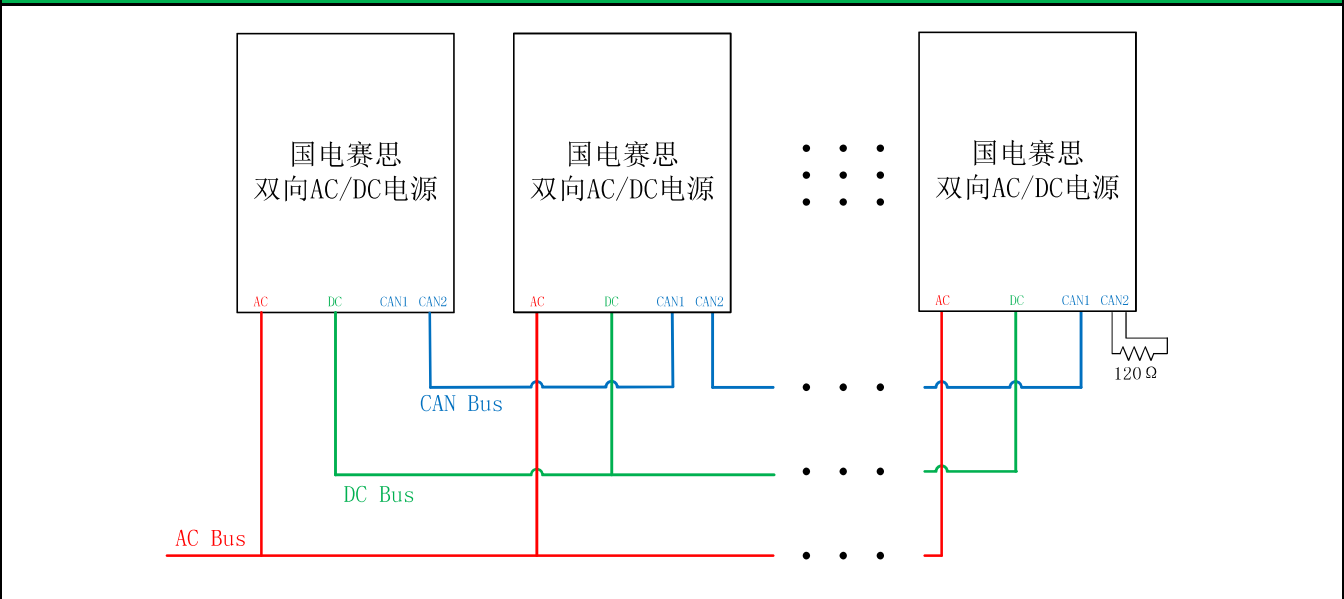 国电赛思
双向AC/DC电源
AC DC CAN1 CAN2
国电赛思
双向AC/DC电源
AC DC CAN1 CAN2
国电赛思
双向AC/DC电源
AC DC CAN1 CAN2
120Ω
CAN Bus
DC Bus
AC Bus